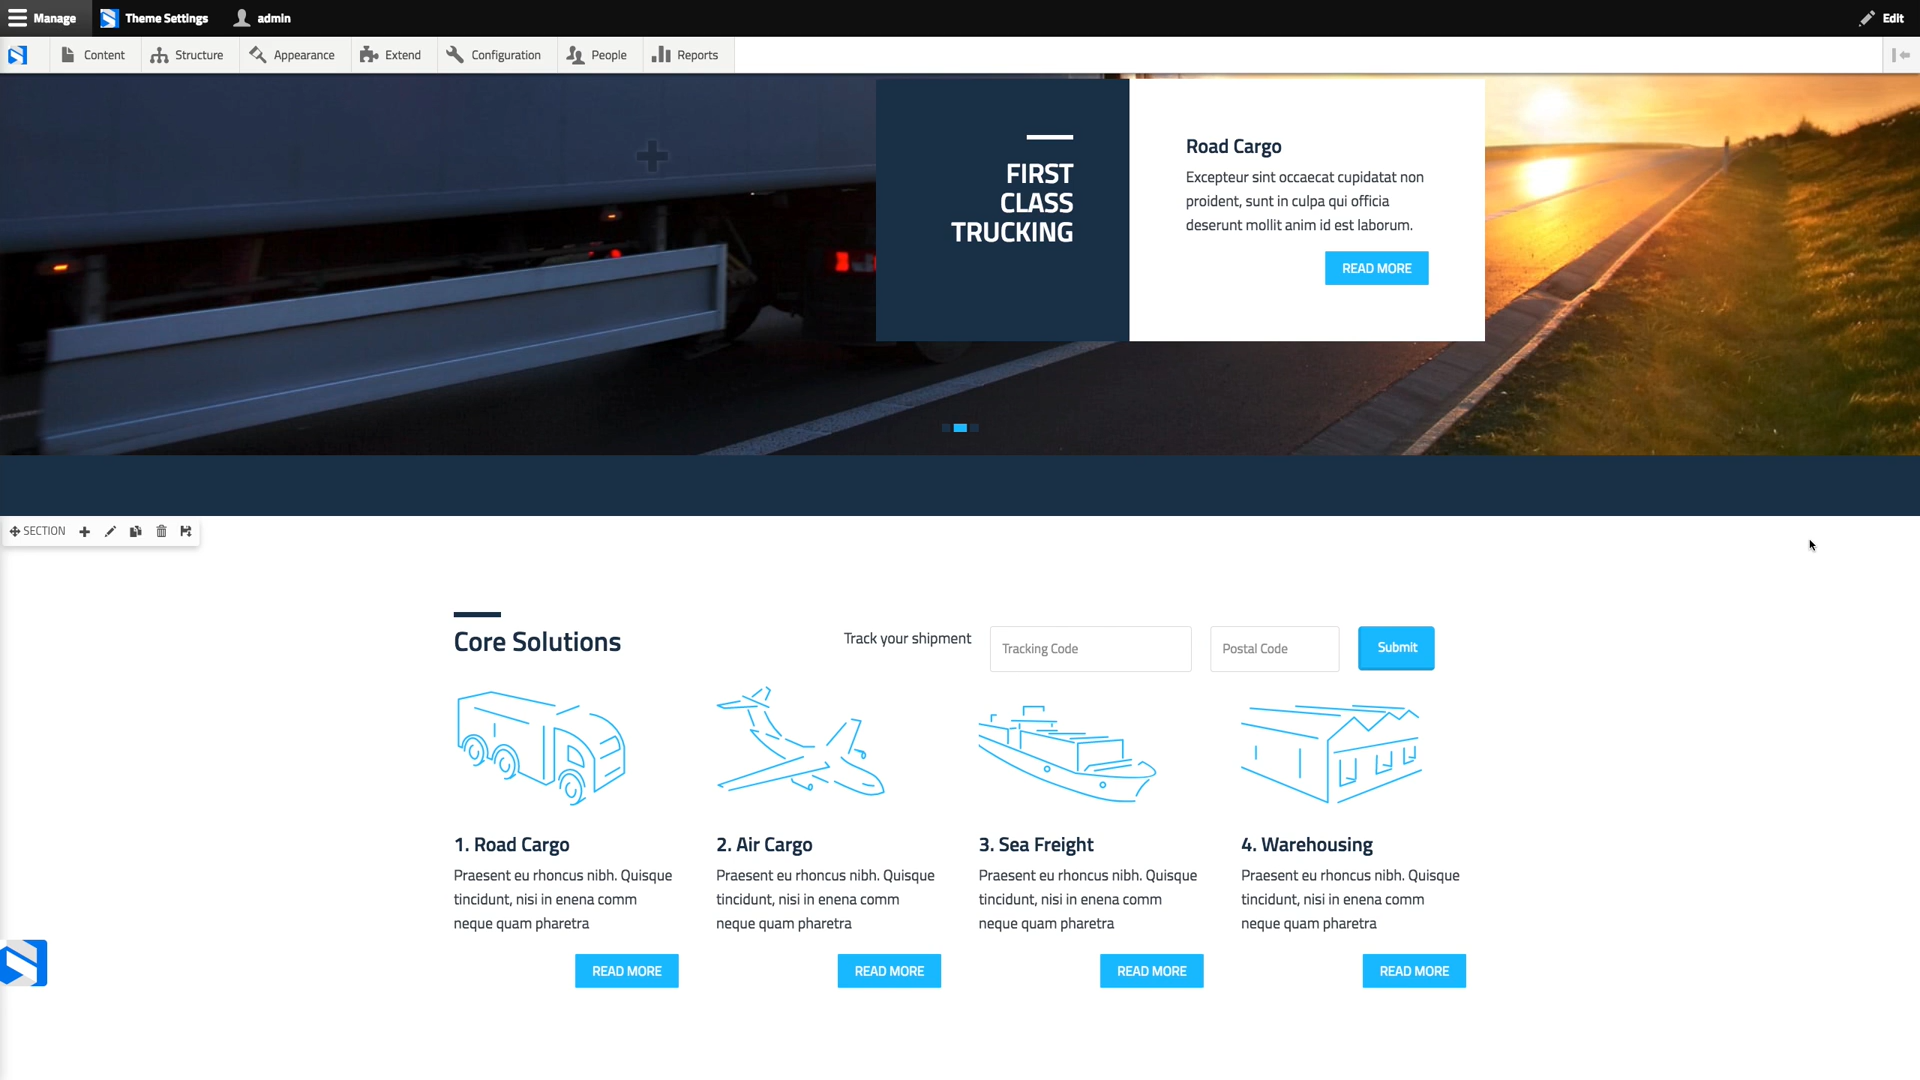 Manage
Theme Settings
admin
Edit
Content
Structure
Appearance
Extend
Configuration
People
Reports
FIRST
CLASS
TRUCKING
Road Cargo
Excepteur sint occaecat cupidatat non
proident, sunt in culpa qui officia
deserunt mollit anim id est laborum.
READ MORE
SECTION
Core Solutions
Track your shipment
Tracking Code
Postal Code
Submit
1. Road Cargo
Praesent eu rhoncus nibh. Quisque
tincidunt, nisi in enena comm
neque quam pharetra
READ MORE
2. Air Cargo
Praesent eu rhoncus nibh. Quisque
tincidunt, nisi in enena comm
neque quam pharetra
READ MORE
3. Sea Freight
Praesent eu rhoncus nibh. Quisque
tincidunt, nisi in enena comm
neque quam pharetra
READ MORE
4. Warehousing
Praesent eu rhoncus nibh. Quisque
tincidunt, nisi in enena comm
neque quam pharetra
READ MORE